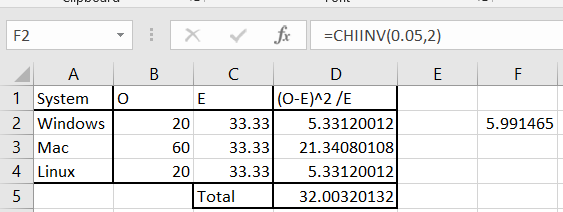 F2 fx =CHIINV(0.05,2)
A B C D E F
1 System O E (O-E)^2 /E
2 Windows 20 33.33 5.33120012 5.991465
3 Mac 60 33.33 21.34080108
4 Linux 20 33.33 5.33120012
5 Total 32.00320132